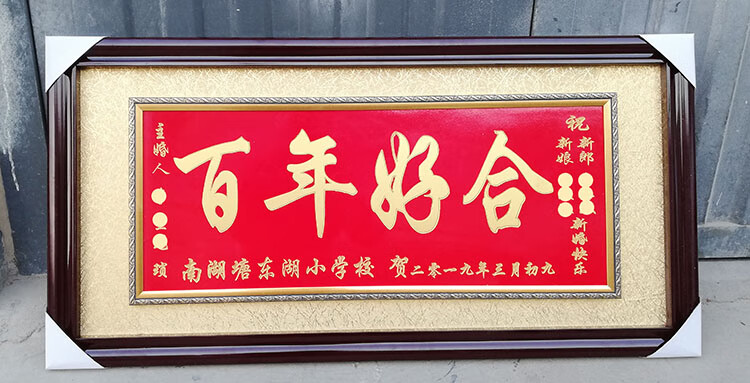 祝
新郎
新娘
新婚快乐
百年好合
主婚人
南湖塘东湖小学校 贺二零一九年三月初九